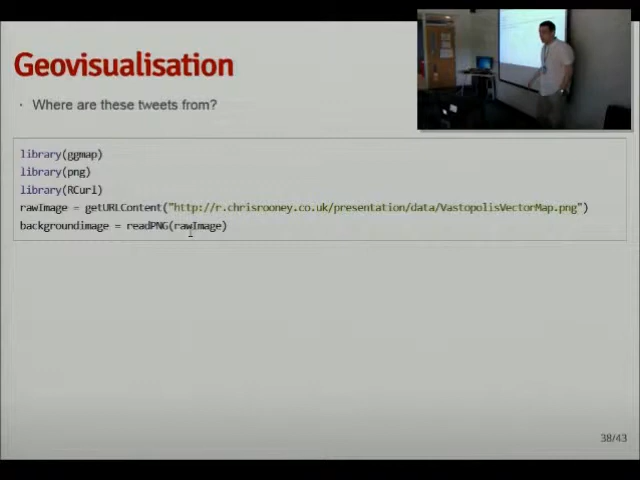 Geovisualisation
· Where are these tweets from?
library(ggmap)
library(png)
library(RCurl)
rawImage = getURLContent("http://r.chrisrooney.co.uk/presentation/data/VastopolisVectorMap.png")
backgroundimage = readPNG(rawImage)
38/43